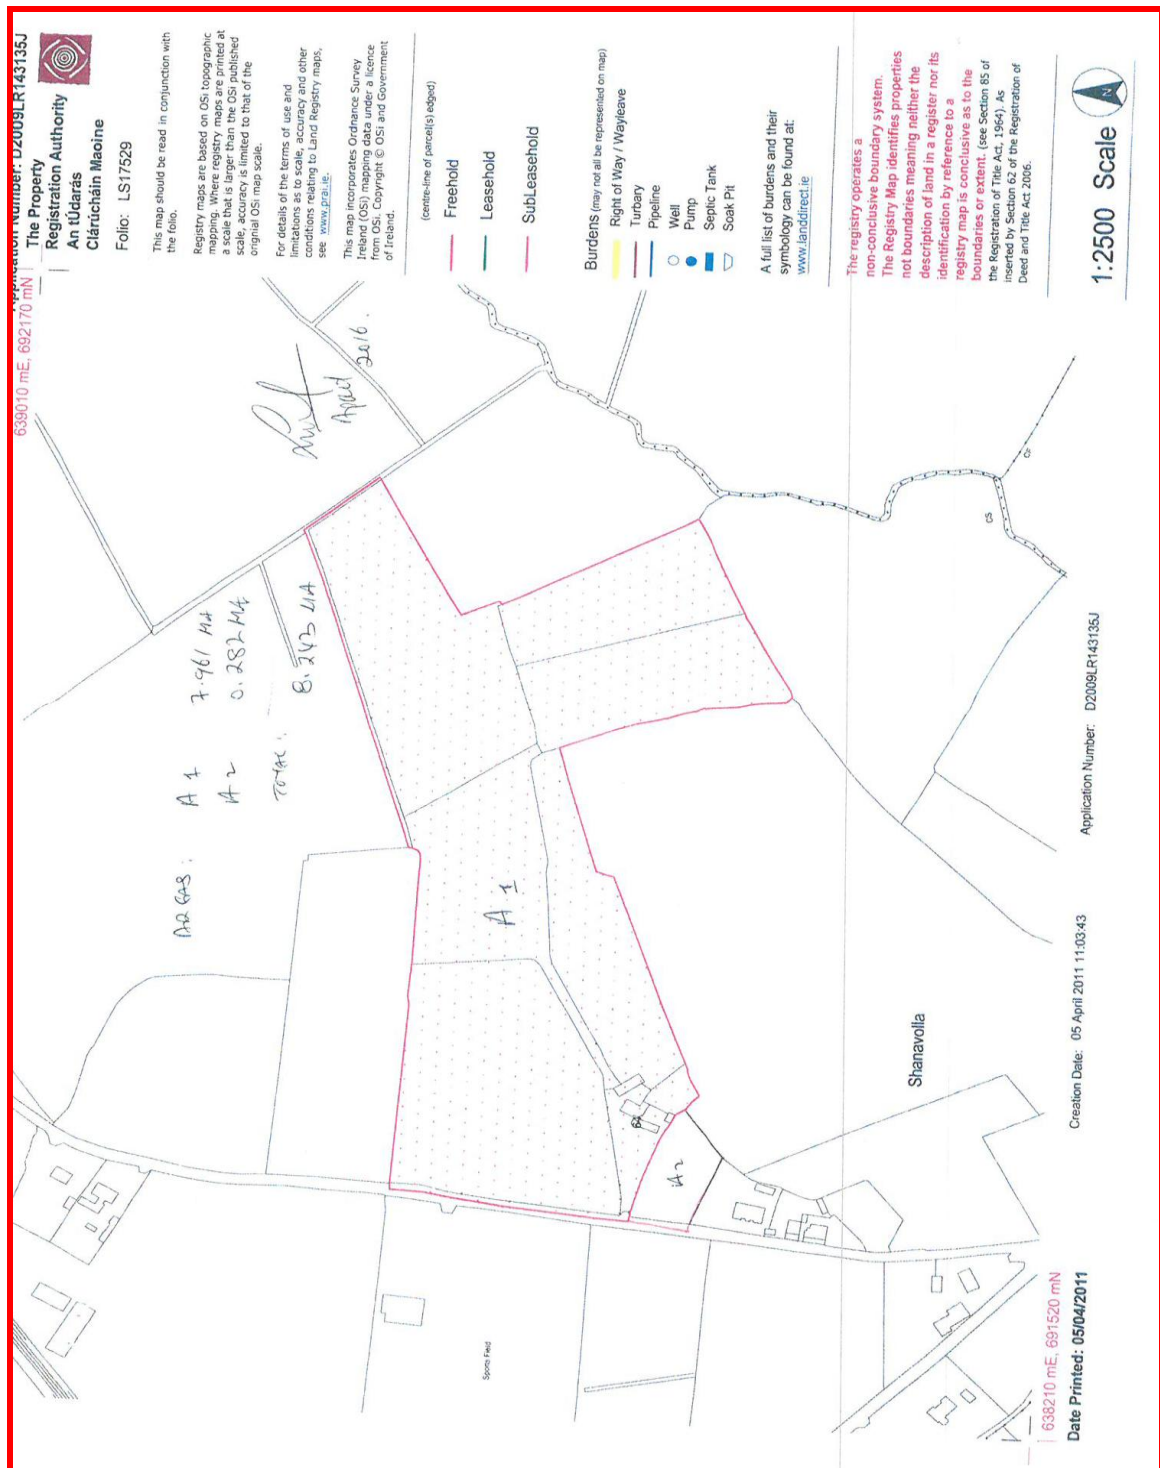 Application Number: D2009LR143135J
639010 mE, 692170 mN
The Property
Registration Authority
An tÚdarás
Clárúcháin Maoine
Folio: LS17529
This map should be read in conjunction with
the folio.
Registry maps are based on OSi topographic
mapping. Where registry maps are printed at
a scale that is larger than the OSi published
scale, accuracy is limited to that of the
originial OSi map scale.
For details of the terms of use and
limitations as to scale, accuracy and other
conditions relating to Land Registry maps,
see www.prai.ie.
This map incorporates Ordnance Survey
Ireland (OSi) mapping data under a licence
from OSi. Copyright © OSi and Government
of Ireland.
(centre-line of parcel(s) edged)
Freehold
Leasehold
SubLeasehold
Burdens (may not all be represented on map)
Right of Way / Wayleave
Turbary
Pipeline
Well
Pump
Septic Tank
Soak Pit
A full list of burdens and their
symbology can be found at:
www.landdirect.ie
The registry operates a
non-conclusive boundary system.
The Registry Map identifies properties
not boundaries meaning neither the
description of land in a register nor its
identification by reference to a
registry map is conclusive as to the
boundaries or extent. (see Section 85 of
the Registration of Title Act, 1964). As
inserted by Section 62 of the Registration of
Deed and Title Act 2006.
1:2500 Scale
N
April 2016.
AREAS. A1 7.961 HA
A2 0.282 HA
TOTAL. 8.243 HA
A1
A2
Sports Field
Shanavolla
CS
CF
638210 mE, 691520 mN
Date Printed: 05/04/2011
Creation Date: 05 April 2011 11:03:43
Application Number: D2009LR143135J